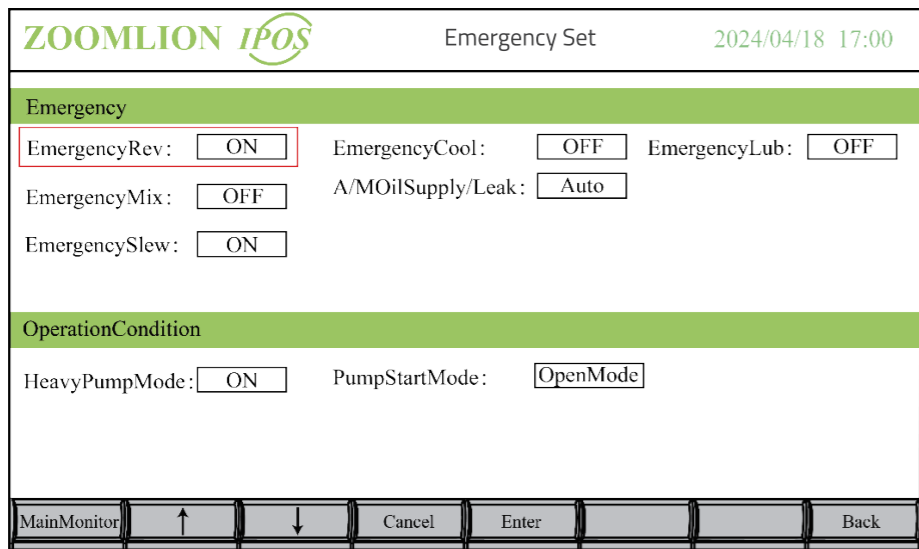 ZOOMLION IPOS Emergency Set 2024/04/18 17:00
Emergency
EmergencyRev: ON EmergencyCool: OFF EmergencyLub: OFF
EmergencyMix: OFF A/MOilSupply/Leak: Auto
EmergencySlew: ON
OperationCondition
HeavyPumpMode: ON PumpStartMode: OpenMode
MainMonitor ↑ ↓ Cancel Enter Back